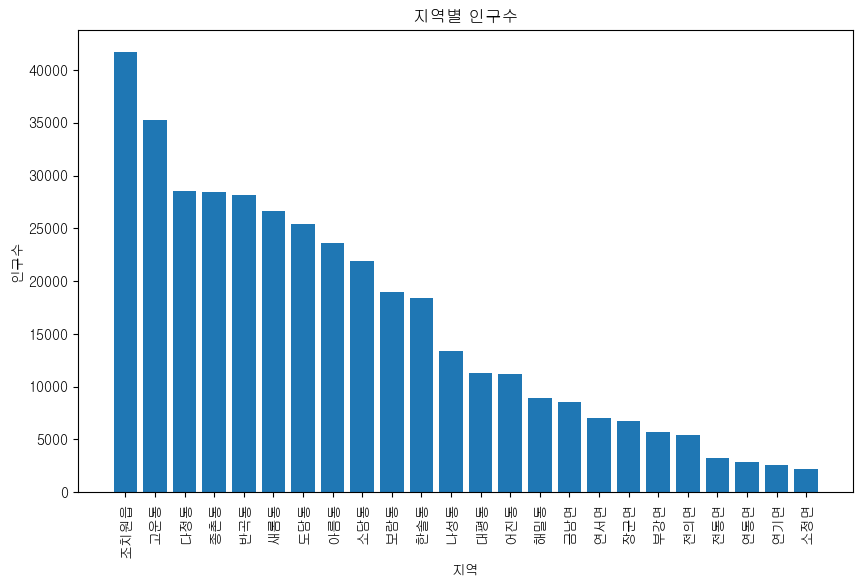 지역별 인구수
인구수
40000
35000
30000
25000
20000
15000
10000
5000
0
조치원읍
고운동
다정동
종촌동
반곡동
새롬동
도담동
아름동
소담동
보람동
한솔동
나성동
대평동
어진동
해밀동
금남면
연서면
장군면
부강면
전의면
전동면
연동면
연기면
소정면
지역